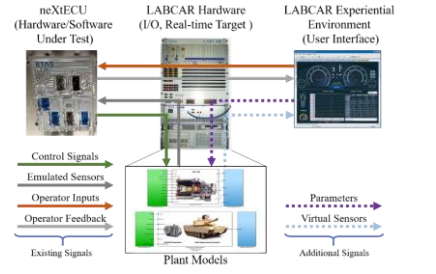 neXtECU
(Hardware/Software
Under Test)
LABCAR Hardware
(I/O, Real-time Target )
LABCAR Experiential
Environment
(User Interface)
ETAS
Control Signals
Emulated Sensors
Operator Inputs
Operator Feedback
Existing Signals
Plant Models
Parameters
Virtual Sensors
Additional Signals